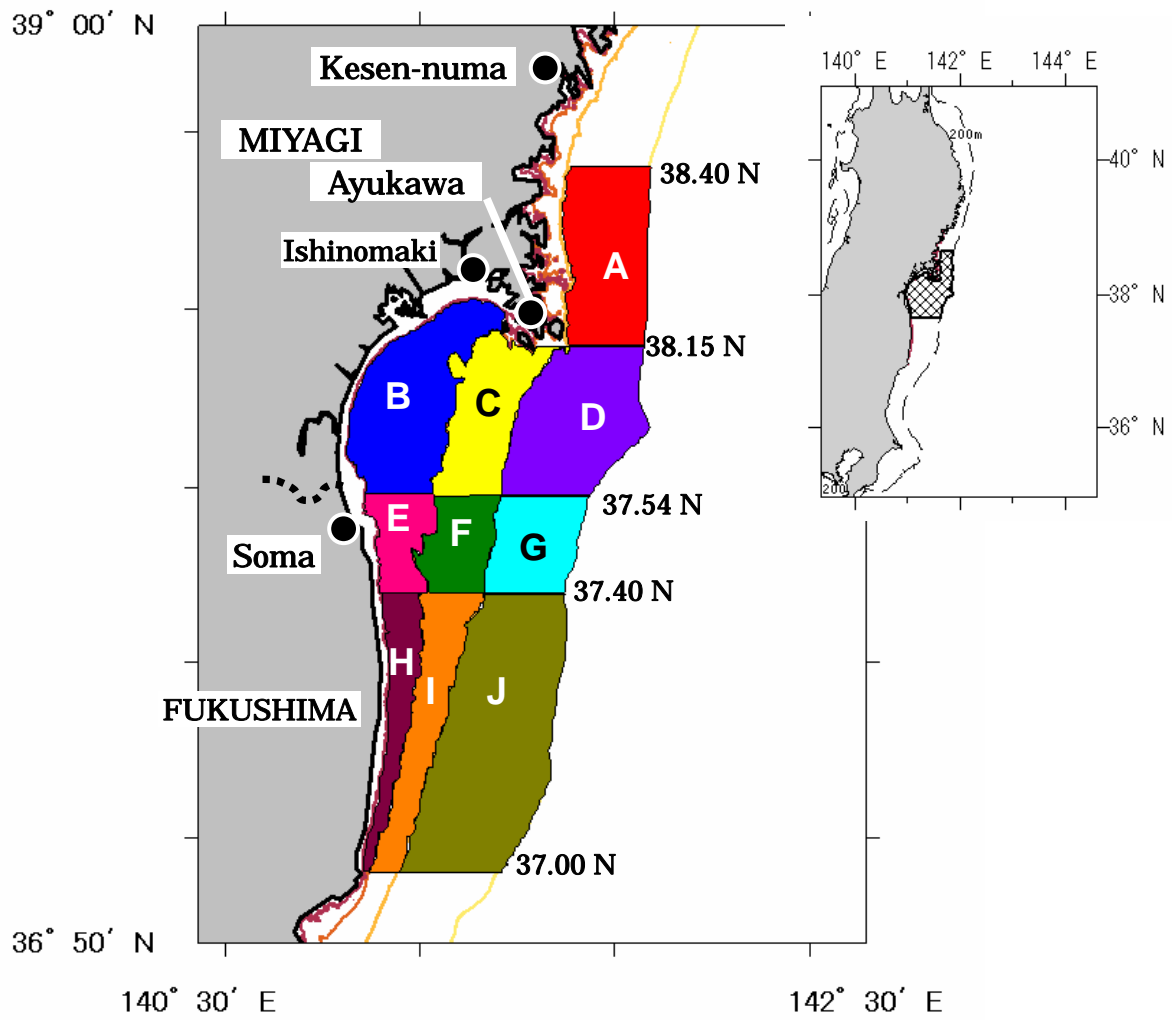 39° 00′ N
Kesen-numa
140° E
142° E
144° E
MIYAGI
200m
40° N
38.40 N
Ayukawa
Ishinomaki
A
38° N
38.15 N
B
C
D
36° N
200
37.54 N
E
F
G
Soma
37.40 N
H
I
J
FUKUSHIMA
37.00 N
36° 50′ N
140° 30′ E
142° 30′ E